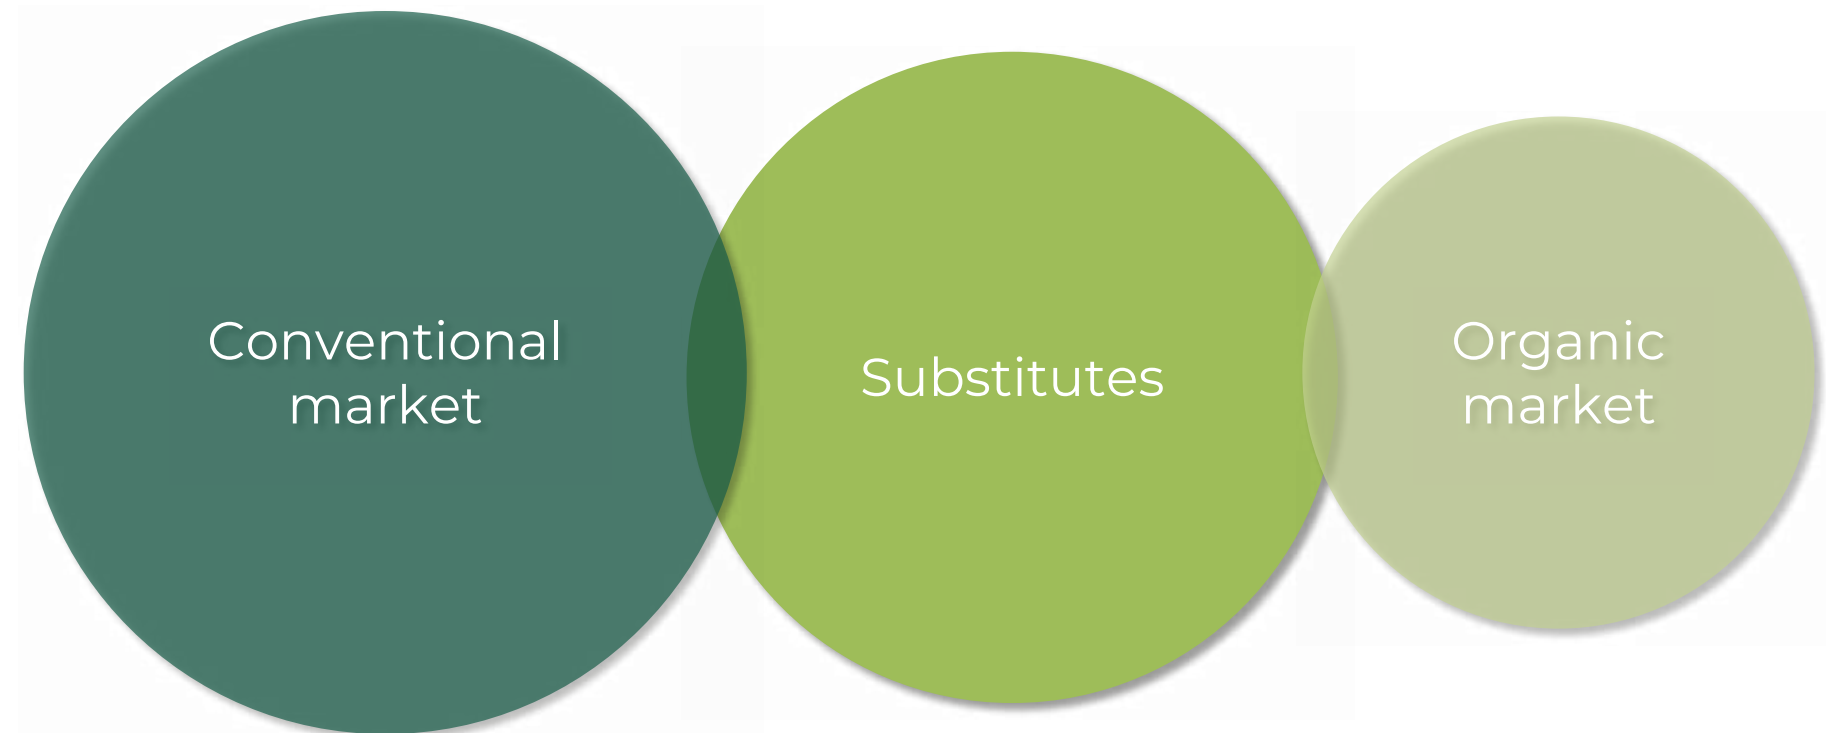 Conventional
market
Substitutes
Organic
market